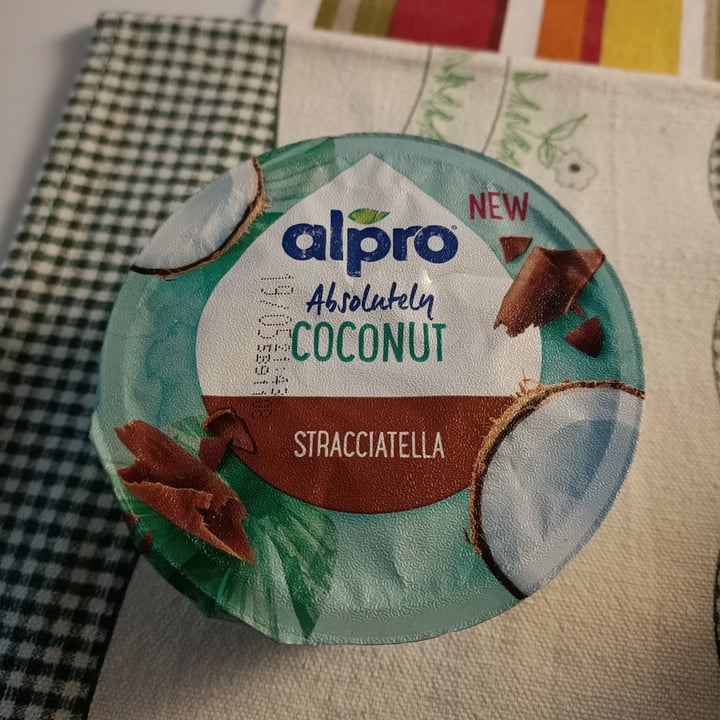 NEW
alpro
Absolutely
COCONUT
STRACCIATELLA